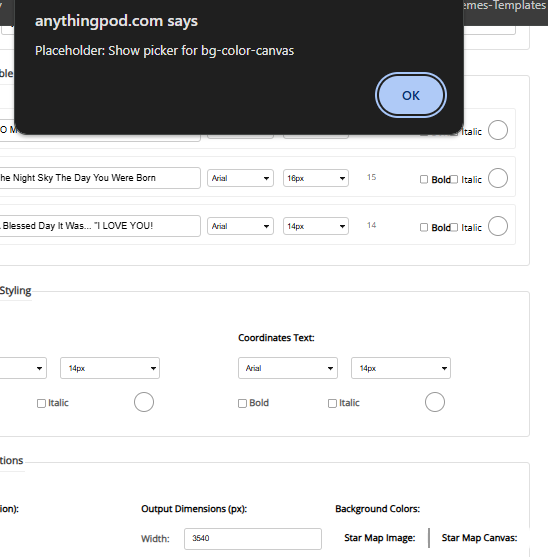 emes-Templates
anythingpod.com says
Placeholder: Show picker for bg-color-canvas
OK
ble
O M
Italic
he Night Sky The Day You Were Born
Arial
16px
15
Bold
Italic
Blessed Day It Was... "I LOVE YOU!
Arial
14px
14
Bold
Italic
Styling
Coordinates Text:
14px
Arial
14px
Italic
Bold
Italic
tions
ion):
Output Dimensions (px):
Background Colors:
Width:
3540
Star Map Image:
Star Map Canvas: